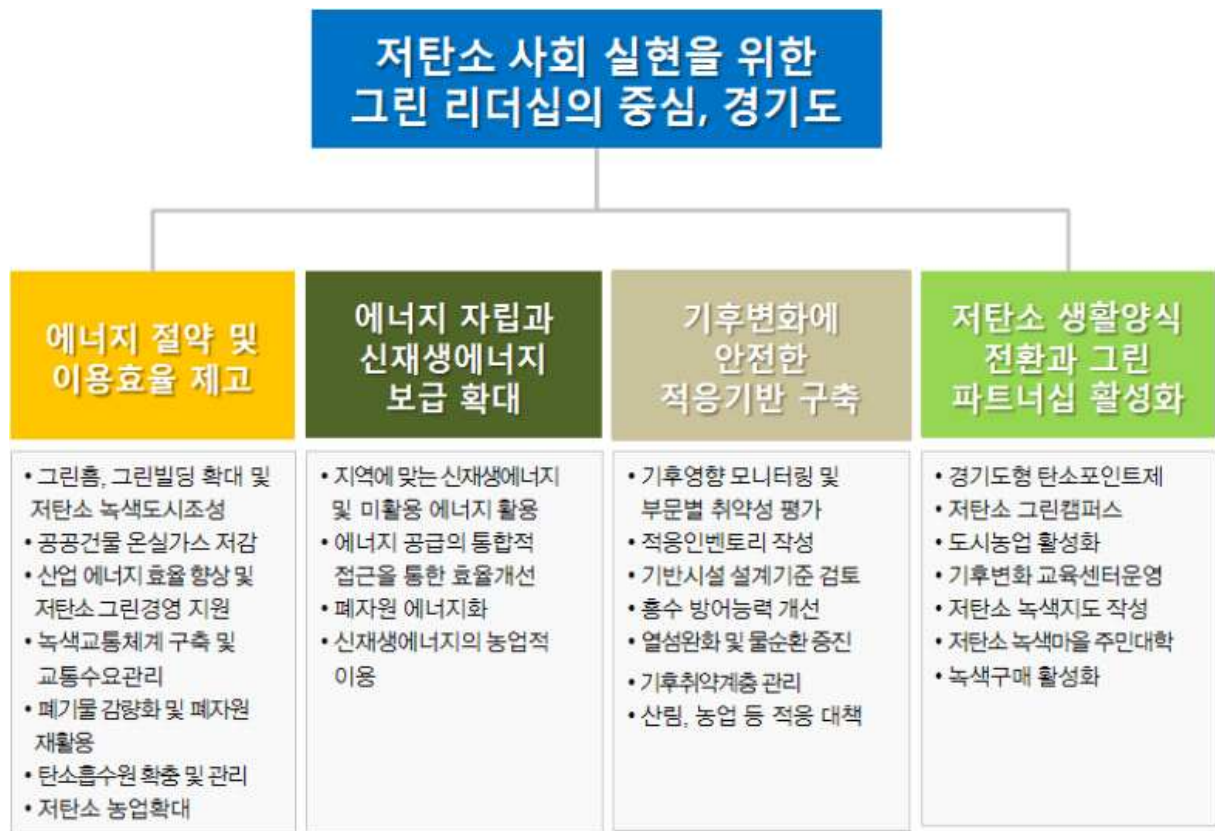 저탄소 사회 실현을 위한
그린 리더십의 중심, 경기도
에너지 절약 및
이용효율 제고
• 그린홈, 그린빌딩 확대 및
저탄소 녹색도시조성
• 공공건물 온실가스 저감
• 산업 에너지 효율 향상 및
저탄소 그린경영 지원
• 녹색교통체계 구축 및
교통수요관리
• 폐기물 감량화 및 폐자원
재활용
• 탄소흡수원 확충 및 관리
• 저탄소 농업확대
에너지 자립과
신재생에너지
보급 확대
• 지역에 맞는 신재생에너지
및 미활용 에너지 활용
• 에너지 공급의 통합적
접근을 통한 효율개선
• 폐자원 에너지화
• 신재생에너지의 농업적
이용
기후변화에
안전한
적응기반 구축
• 기후영향 모니터링 및
부문별 취약성 평가
• 적응인벤토리 작성
• 기반시설 설계기준 검토
• 홍수 방어능력 개선
• 열섬완화 및 물순환 증진
• 기후취약계층 관리
• 산림, 농업 등 적응 대책
저탄소 생활양식
전환과 그린
파트너십 활성화
• 경기도형 탄소포인트제
• 저탄소 그린캠퍼스
• 도시농업 활성화
• 기후변화 교육센터운영
• 저탄소 녹색지도 작성
• 저탄소 녹색마을 주민대학
• 녹색구매 활성화